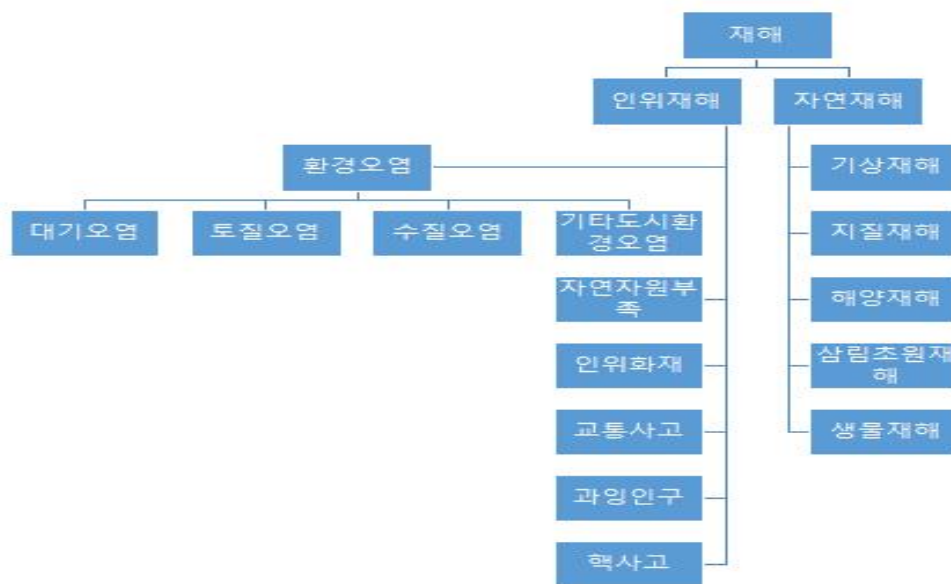 재해
인위재해
자연재해
환경오염
기상재해
대기오염
토질오염
수질오염
기타도시환
경오염
지질재해
자연자원부
족
해양재해
인위화재
삼림초원재
해
교통사고
생물재해
과잉인구
핵사고